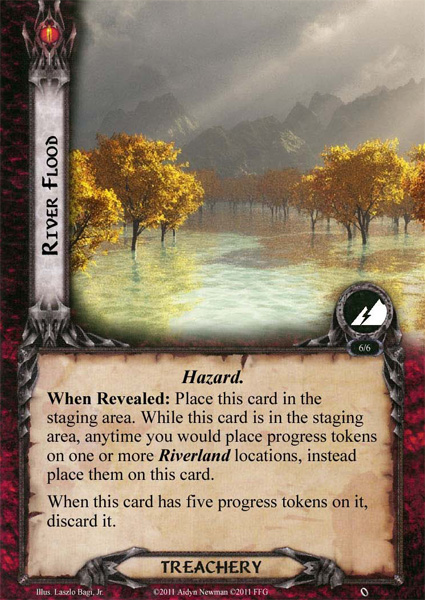 River Flood
6/6
Hazard.
When Revealed: Place this card in the
staging area. While this card is in the staging
area, anytime you would place progress tokens
on one or more Riverland locations, instead
place them on this card.
When this card has five progress tokens on it,
discard it.
TREACHERY
Illus. Laszlo Bagi, Jr.
©2011 Aidyn Newman ©2011 FFG
0